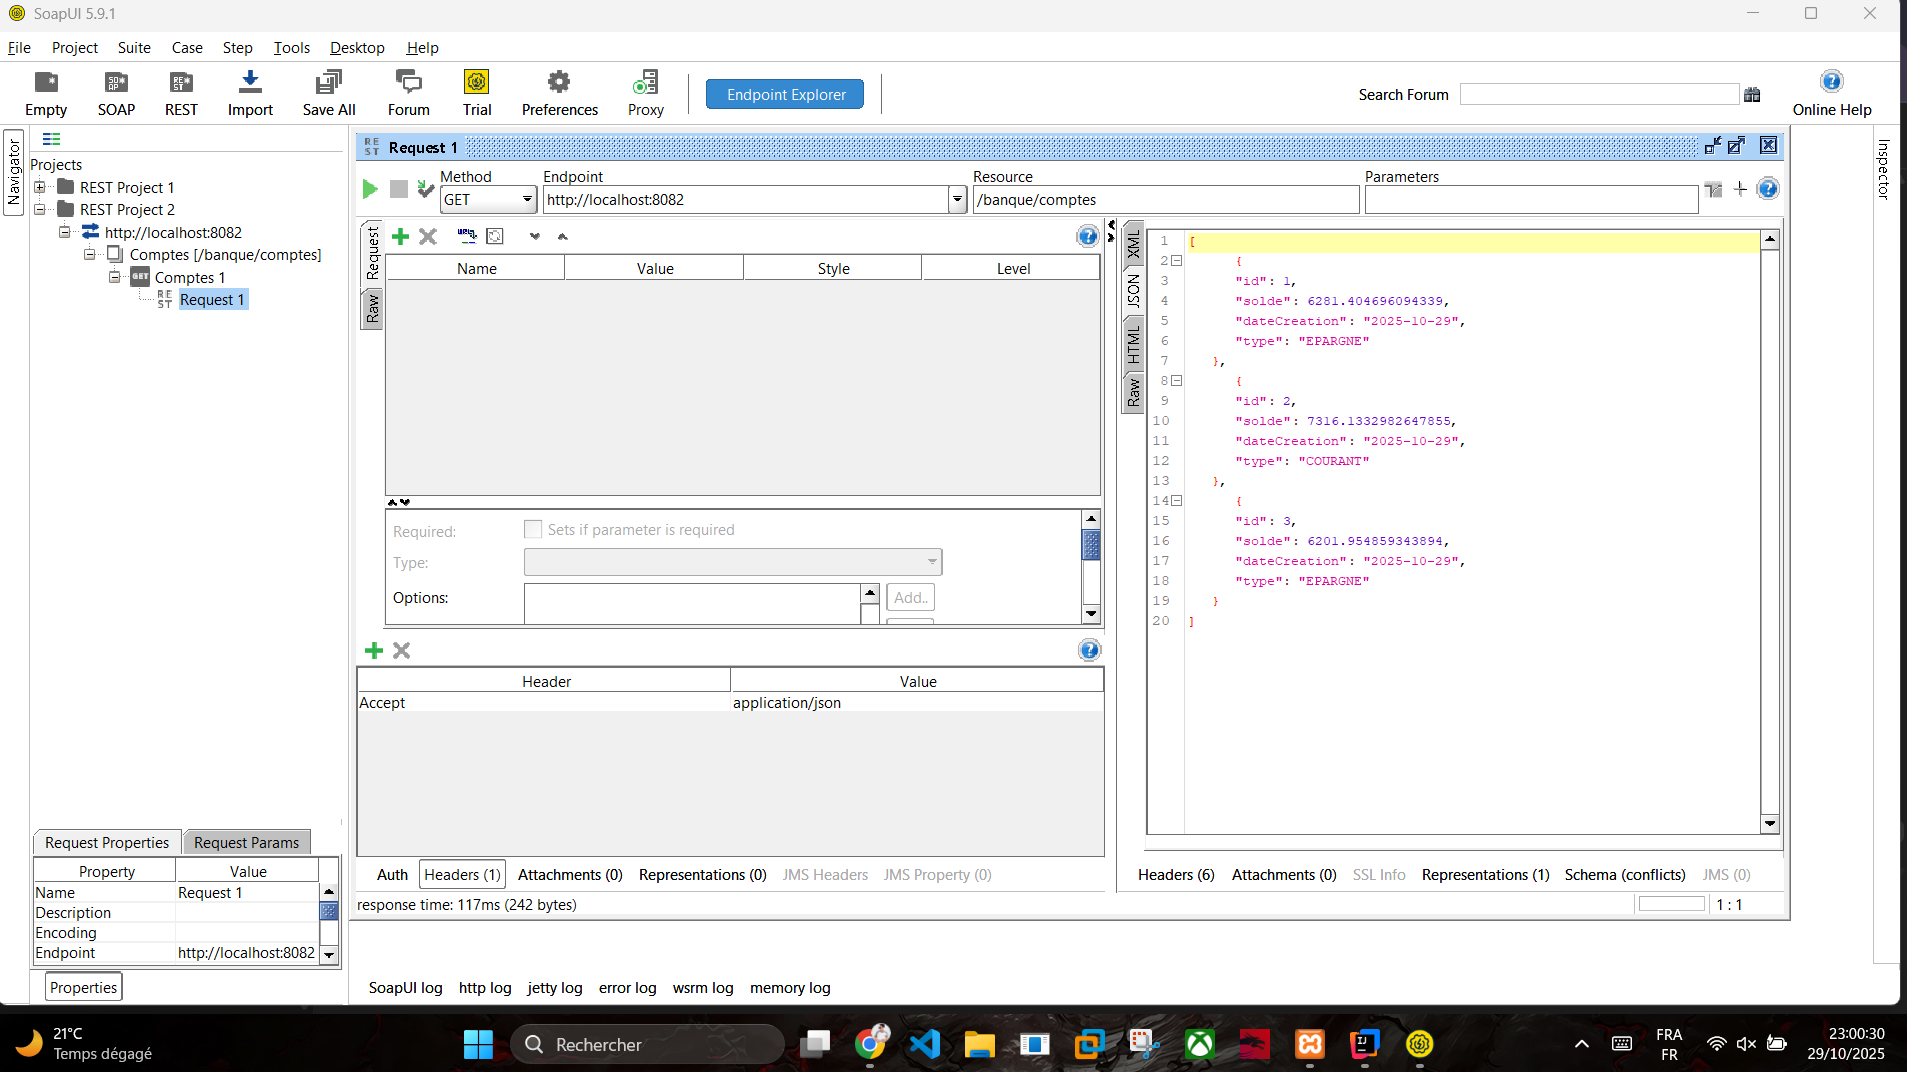 SoapUI 5.9.1
File Project Suite Case Step Tools Desktop Help
Empty SOAP REST Import Save All Forum Trial Preferences Proxy Endpoint Explorer Search Forum Online Help
Navigator
Projects
REST Project 1
REST Project 2
http://localhost:8082
Comptes [/banque/comptes]
Comptes 1
Request 1
Request Properties Request Params
Property Value
Name Request 1
Description
Encoding
Endpoint http://localhost:8082
Properties
Request 1
Method Endpoint Resource Parameters
GET http://localhost:8082 /banque/comptes
Request
Raw
Name Value Style Level
Required: Sets if parameter is required
Type:
Options: Add..
Header Value
Accept application/json
Auth Headers (1) Attachments (0) Representations (0) JMS Headers JMS Property (0)
response time: 117ms (242 bytes)
XML
JSON
HTML
Raw
1 [
2 {
3 "id": 1,
4 "solde": 6281.404696094339,
5 "dateCreation": "2025-10-29",
6 "type": "EPARGNE"
7 },
8 {
9 "id": 2,
10 "solde": 7316.1332982647855,
11 "dateCreation": "2025-10-29",
12 "type": "COURANT"
13 },
14 {
15 "id": 3,
16 "solde": 6201.954859343894,
17 "dateCreation": "2025-10-29",
18 "type": "EPARGNE"
19 }
20 ]
Headers (6) Attachments (0) SSL Info Representations (1) Schema (conflicts) JMS (0)
1 : 1
Inspector
SoapUI log http log jetty log error log wsrm log memory log
21°C
Temps dégagé
Rechercher
FRA
FR
23:00:30
29/10/2025